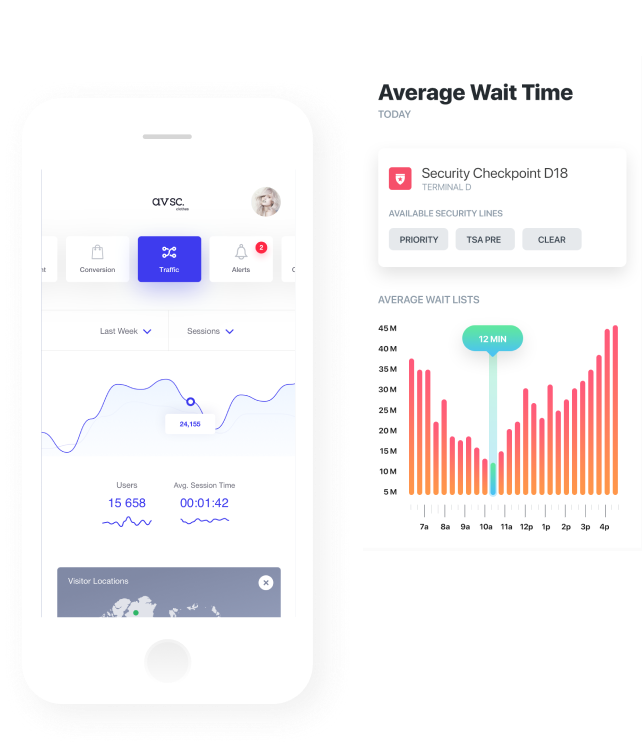 avsc.
Conversion
Traffic
Alerts
2
Last Week
Sessions
24,155
Users
Avg. Session Time
15 658
00:01:42
Visitor Locations
Average Wait Time
TODAY
Security Checkpoint D18
TERMINAL D
AVAILABLE SECURITY LINES
PRIORITY
TSA PRE
CLEAR
AVERAGE WAIT LISTS
45 M
40 M
35 M
30 M
25 M
20 M
15 M
10 M
5 M
12 MIN
7a 8a 9a 10a 11a 12p 1p 2p 3p 4p